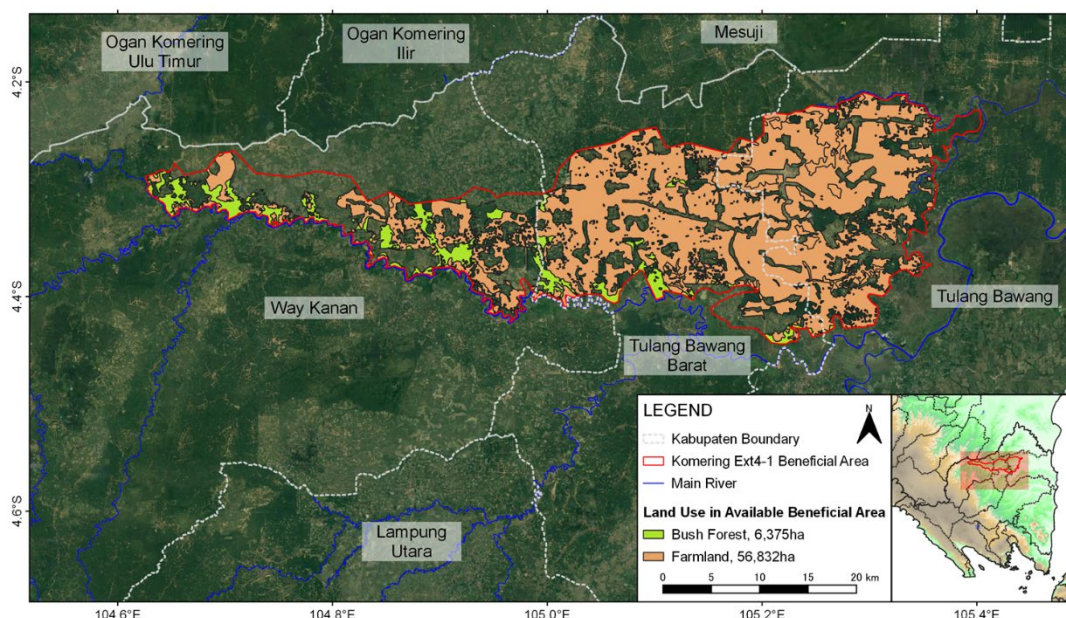 Ogan Komering
Ulu Timur
Ogan Komering
Ilir
Mesuji
4.2°S
4.4°S
4.6°S
Way Kanan
Tulang Bawang
Tulang Bawang
Barat
Lampung
Utara
LEGEND
N
Kabupaten Boundary
Komering Ext4-1 Beneficial Area
Main River
Land Use in Available Beneficial Area
Bush Forest, 6,375ha
Farmland, 56,832ha
0 5 10 15 20 km
104.6°E 104.8°E 105.0°E 105.2°E 105.4°E